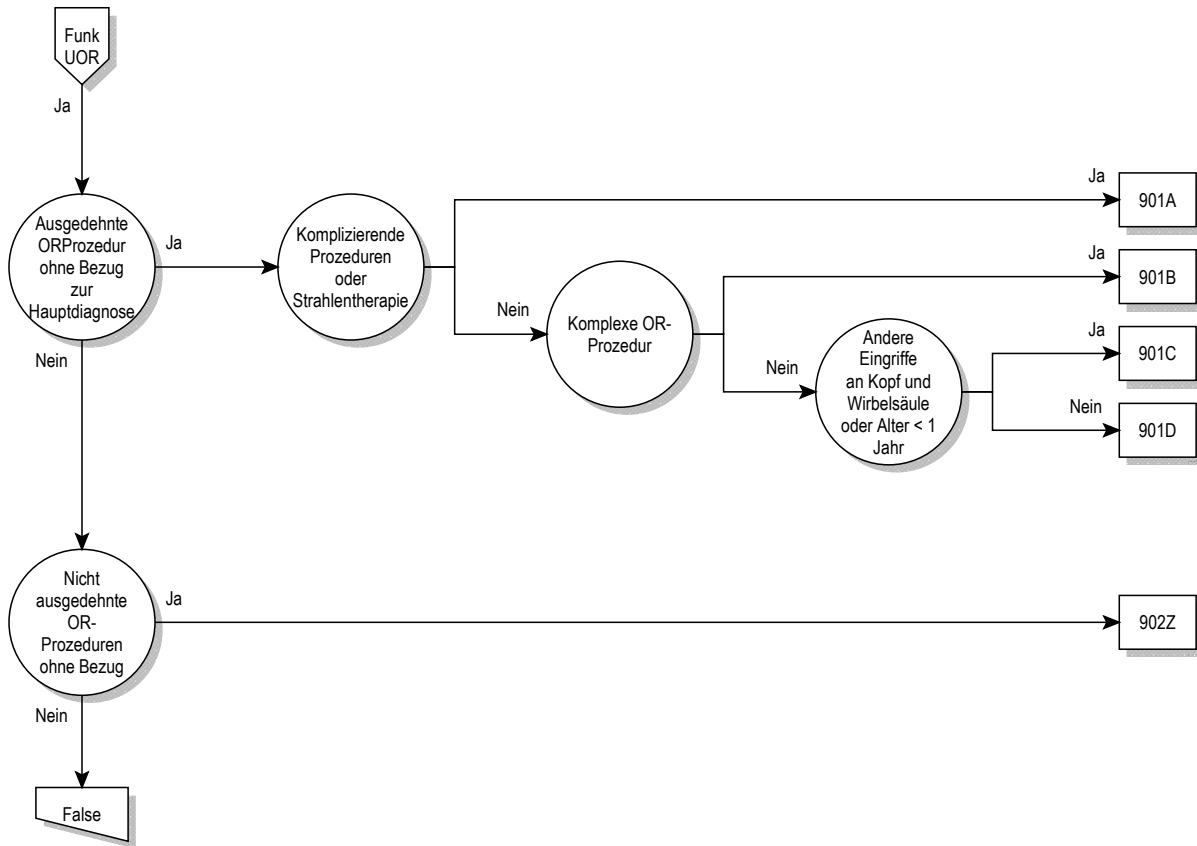 Funk
UOR
Ja
Ausgedehnte
ORProzedur
ohne Bezug
zur
Hauptdiagnose
Ja
Komplizierende
Prozeduren
oder
Strahlentherapie
Ja
901A
Nein
Komplexe OR-
Prozedur
Ja
901B
Nein
Andere
Eingriffe
an Kopf und
Wirbelsäule
oder Alter < 1
Jahr
Ja
901C
Nein
901D
Nein
Nicht
ausgedehnte
OR-
Prozeduren
ohne Bezug
Ja
902Z
Nein
False